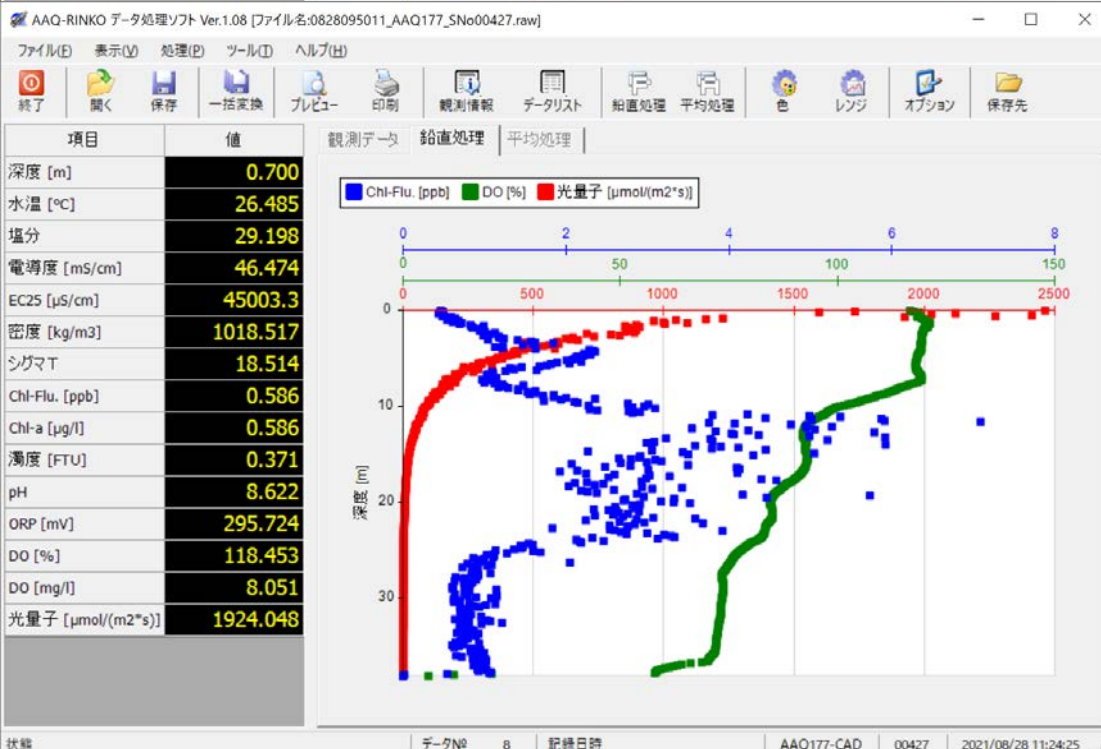 AAQ-RINKO データ処理ソフト Ver.1.08 [ファイル名:0828095011_AAQ177_SNo00427.raw]
ファイル(F) 表示(V) 処理(P) ツール(T) ヘルプ(H)
終了 開く 保存 一括変換 プレビュー 印刷 観測情報 データリスト 鉛直処理 平均処理 色 レンジ オプション 保存先
項目 値
観測データ 鉛直処理 平均処理
深度 [m] 0.700
水温 [℃] 26.485
塩分 29.198
電導度 [mS/cm] 46.474
EC25 [µS/cm] 45003.3
密度 [kg/m3] 1018.517
シグマT 18.514
Chl-Flu. [ppb] 0.586
Chl-a [µg/l] 0.586
濁度 [FTU] 0.371
pH 8.622
ORP [mV] 295.724
DO [%] 118.453
DO [mg/l] 8.051
光量子 [µmol/(m2*s)] 1924.048
Chl-Flu. [ppb] DO [%] 光量子 [µmol/(m2*s)]
0 2 4 6 8
0 50 100 150
0 500 1000 1500 2000 2500
0
10
20
30
深度 [m]
状態 データNº 8 記録日時 AAQ177-CAD 00427 2021/08/28 11:24:25